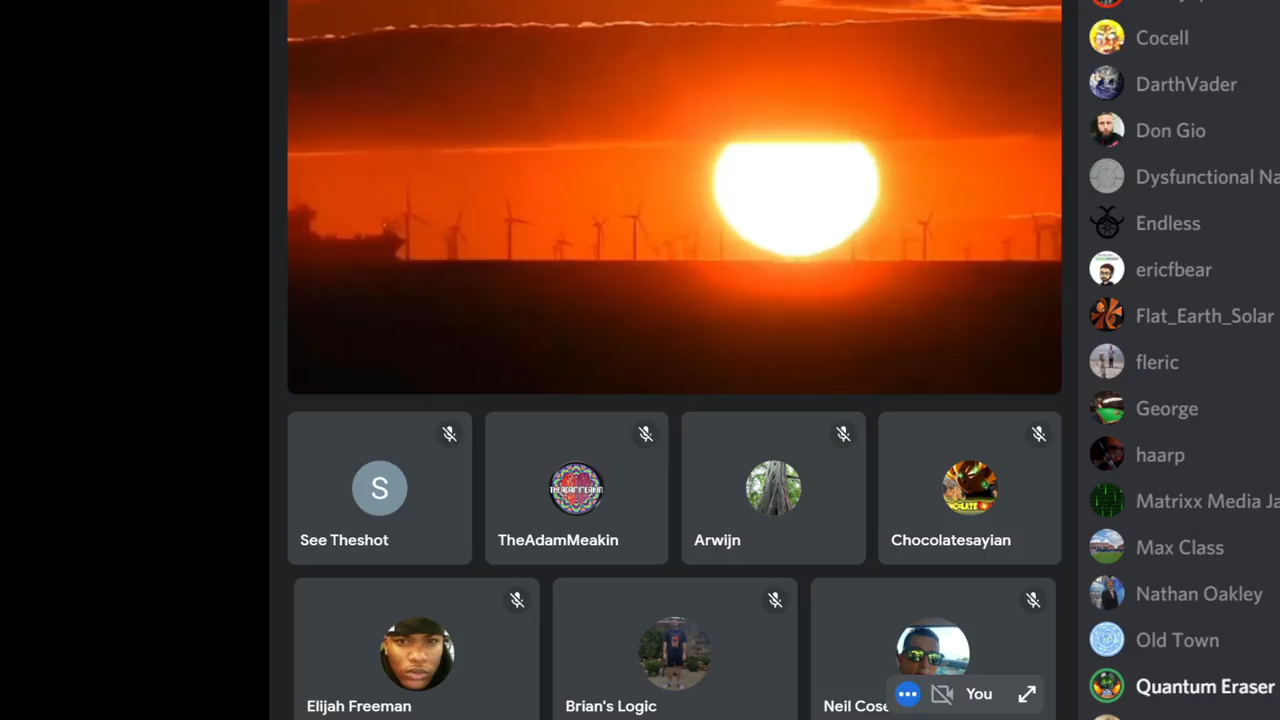 Cocell
DarthVader
Don Gio
Dysfunctional Na
Endless
ericfbear
Flat_Earth_Solar
fleric
George
haarp
Matrixx Media Ja
Max Class
Nathan Oakley
Old Town
Quantum Eraser
S
See Theshot
THEADAMMEAKIN
TheAdamMeakin
Arwijn
Chocolatesayian
Elijah Freeman
Brian's Logic
Neil Cose
You